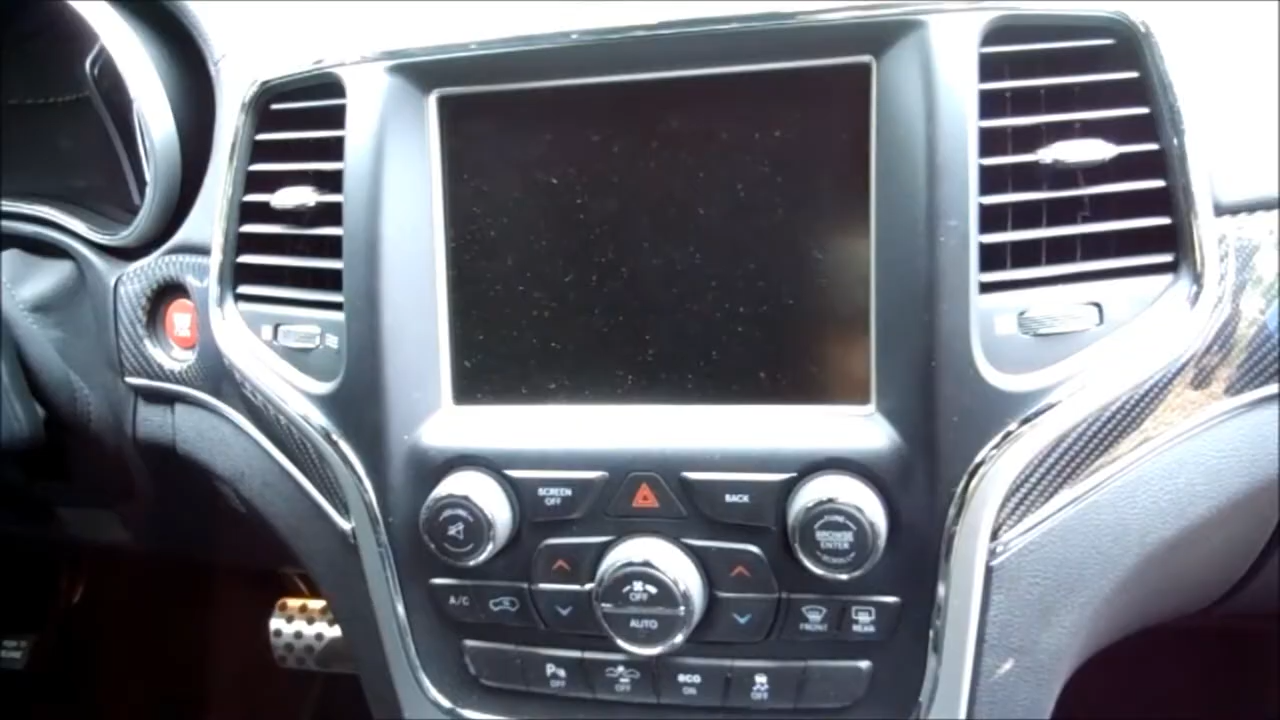 SCREEN
OFF
BACK
BROWSE
ENTER
OFF
AUTO
A/C
FRONT
REAR
P
OFF
OFF
eco
ON
OFF